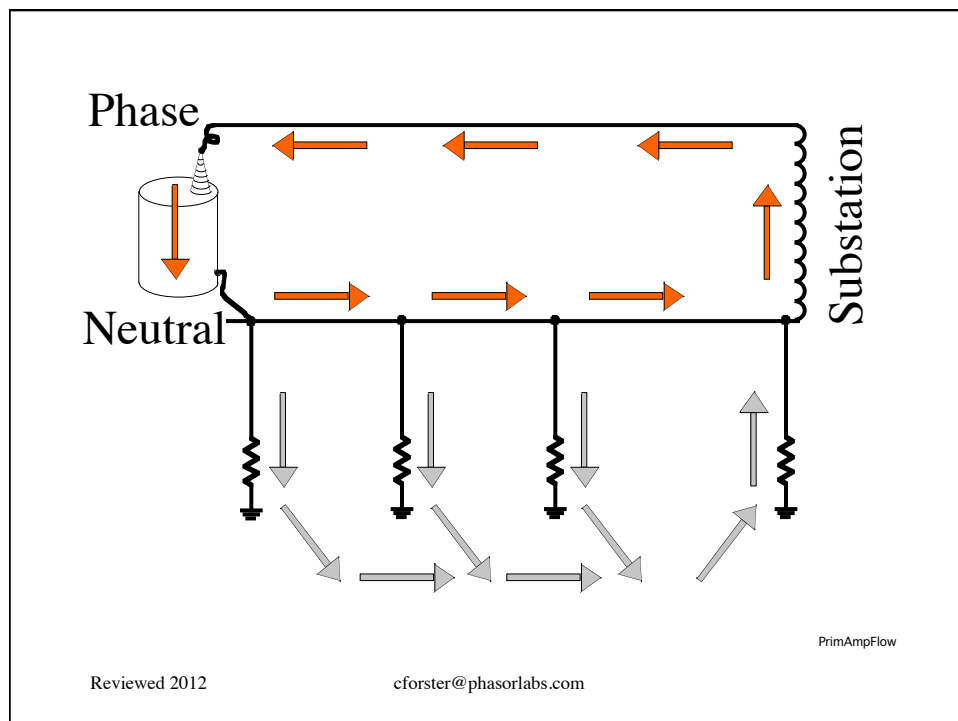 Phase
Substation
Neutral
PrimAmpFlow
Reviewed 2012
cforster@phasorlabs.com